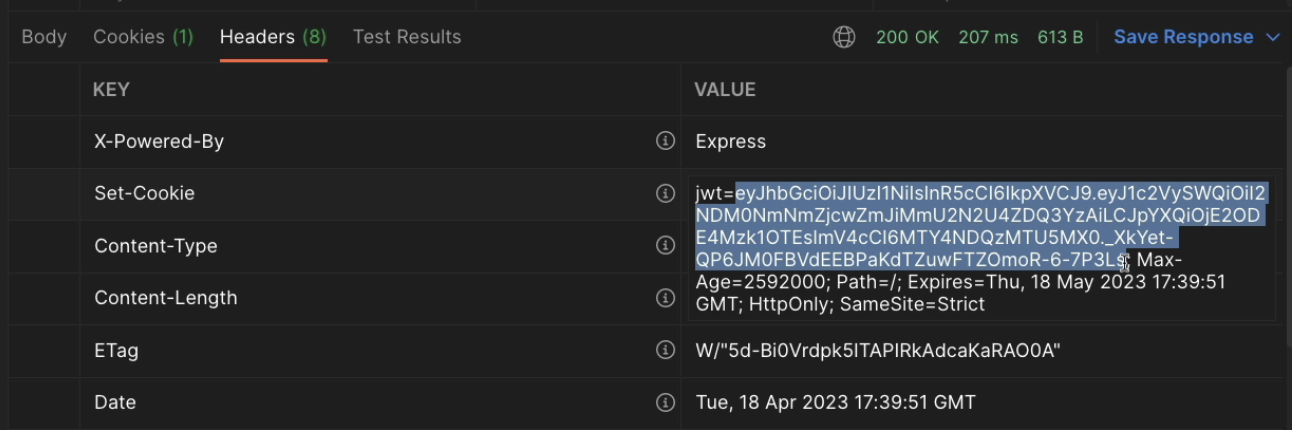 Body Cookies (1) Headers (8) Test Results 200 OK 207 ms 613 B Save Response
KEY VALUE
X-Powered-By Express
Set-Cookie
jwt=eyJhbGciOiJIUzI1NiIsInR5cCI6IkpXVCJ9.eyJ1c2VySWQiOiI2
NDM0NmNmZjcwZmJiMmU2N2U4ZDQ3YzAiLCJpYXQiOjE2OD
E4Mzk1OTEsImV4cCI6MTY4NDQzMTU5MX0._XkYet-
QP6JM0FBVdEEBPaKdTZuwFTZOmoR-6-7P3Ls; Max-
Age=2592000; Path=/; Expires=Thu, 18 May 2023 17:39:51
GMT; HttpOnly; SameSite=Strict
Content-Type
Content-Length
ETag W/"5d-Bi0Vrdpk5ITAPIRkAdcaKaRAO0A"
Date Tue, 18 Apr 2023 17:39:51 GMT